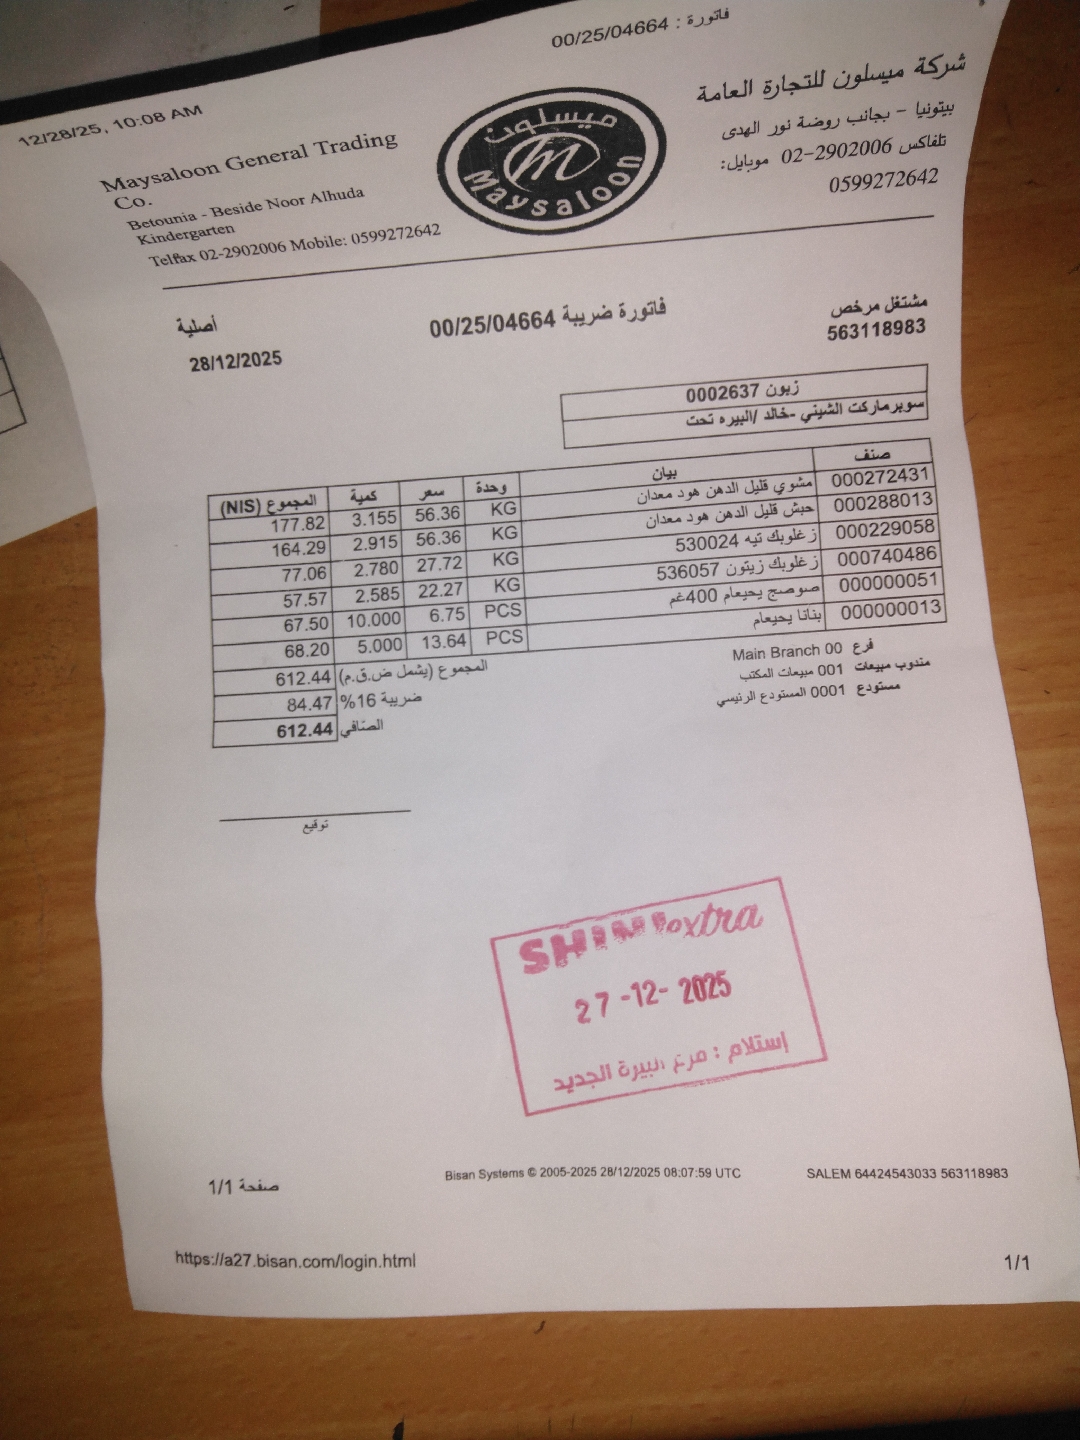 فاتورة : 00/25/04664
12/28/25, 10:08 AM
شركة ميسلون للتجارة العامة
بيتونيا - بجانب روضة نور الهدى
تلفاكس 02-2902006 موبايل:
0599272642
ميسلون
Maysaloon
Maysaloon General Trading
Co.
Betounia - Beside Noor Alhuda
Kindergarten
Telfax 02-2902006 Mobile: 0599272642
مشتغل مرخص
563118983
فاتورة ضريبة 00/25/04664
أصلية
28/12/2025
زبون 0002637
سوبرماركت الشيني -خالد /البيره تحت
صنف بيان وحدة سعر كمية المجموع (NIS)
000272431 مشوي قليل الدهن هود معدان KG 56.36 3.155 177.82
000288013 حبش قليل الدهن هود معدان KG 56.36 2.915 164.29
000229058 زغلوبك تيه 530024 KG 27.72 2.780 77.06
000740486 زغلوبك زيتون 536057 KG 22.27 2.585 57.57
000000051 صوصج يحيعام 400غم PCS 6.75 10.000 67.50
000000013 بنانا يحيعام PCS 13.64 5.000 68.20
المجموع (يشمل ض.ق.م) 612.44
ضريبة 16% 84.47
الصافي 612.44
فرع 00 Main Branch
مندوب مبيعات 001 مبيعات المكتب
مستودع 0001 المستودع الرئيسي
توقيع
SHINI extra
27 -12- 2025
إستلام : فرع البيرة الجديد
صفحة 1/1
Bisan Systems © 2005-2025 28/12/2025 08:07:59 UTC
SALEM 64424543033 563118983
https://a27.bisan.com/login.html
1/1